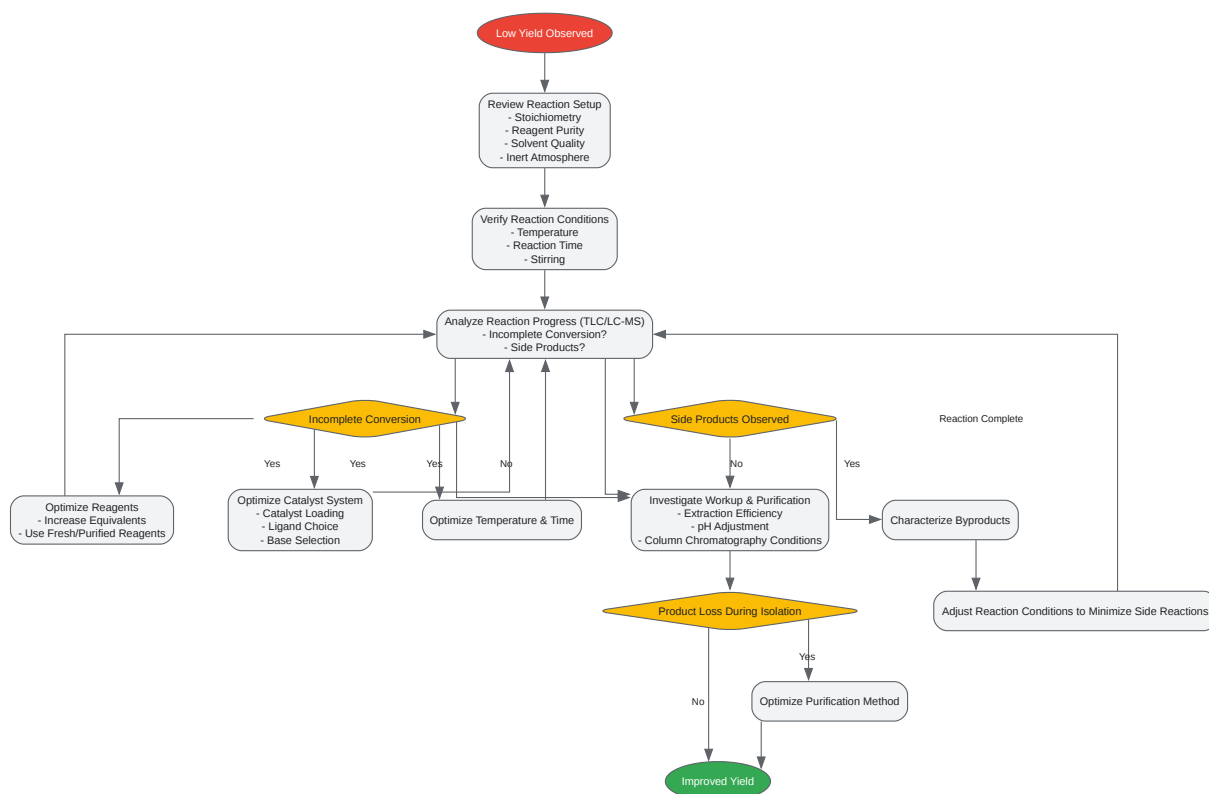 Low Yield Observed
Review Reaction Setup
- Stoichiometry
- Reagent Purity
- Solvent Quality
- Inert Atmosphere
Verify Reaction Conditions
- Temperature
- Reaction Time
- Stirring
Analyze Reaction Progress (TLC/LC-MS)
- Incomplete Conversion?
- Side Products?
Incomplete Conversion
Side Products Observed
Reaction Complete
Yes
Yes
Yes
No
No
Yes
Optimize Reagents
- Increase Equivalents
- Use Fresh/Purified Reagents
Optimize Catalyst System
- Catalyst Loading
- Ligand Choice
- Base Selection
Optimize Temperature & Time
Investigate Workup & Purification
- Extraction Efficiency
- pH Adjustment
- Column Chromatography Conditions
Characterize Byproducts
Product Loss During Isolation
Adjust Reaction Conditions to Minimize Side Reactions
Yes
No
Optimize Purification Method
Improved Yield